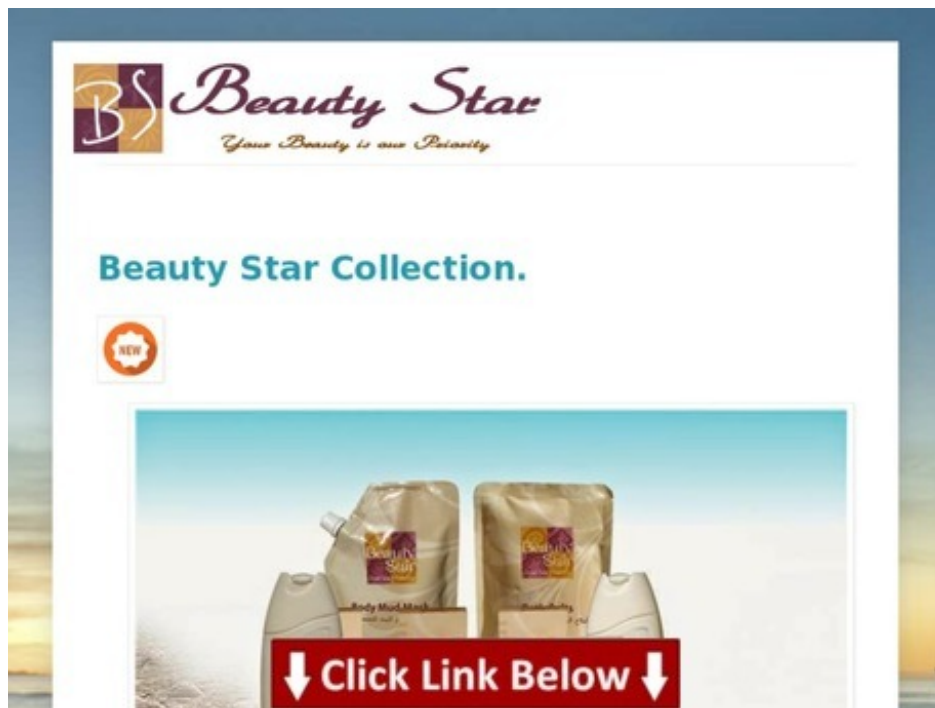 BS Beauty Star
Your Beauty is our Priority
Beauty Star Collection.
NEW
Beauty
Star
Beauty
Star
Body Mud Mask
Click Link Below